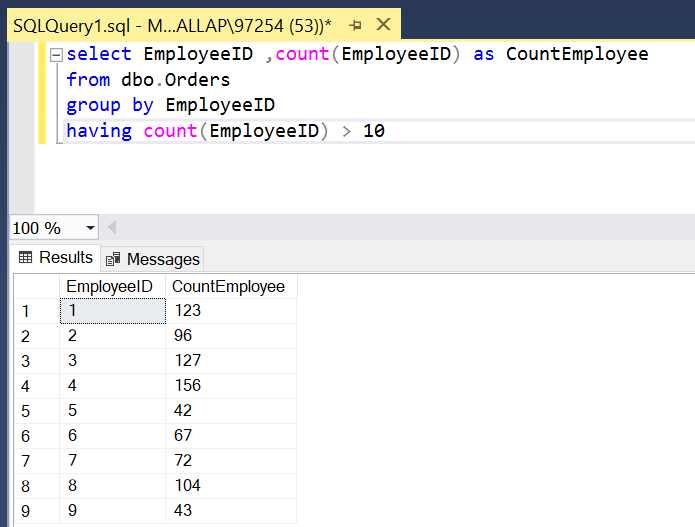 SQLQuery1.sql - M...ALLAP\97254 (53))*
select EmployeeID ,count(EmployeeID) as CountEmployee
from dbo.Orders
group by EmployeeID
having count(EmployeeID) > 10
100 %
Results Messages
EmployeeID CountEmployee
1 1 123
2 2 96
3 3 127
4 4 156
5 5 42
6 6 67
7 7 72
8 8 104
9 9 43